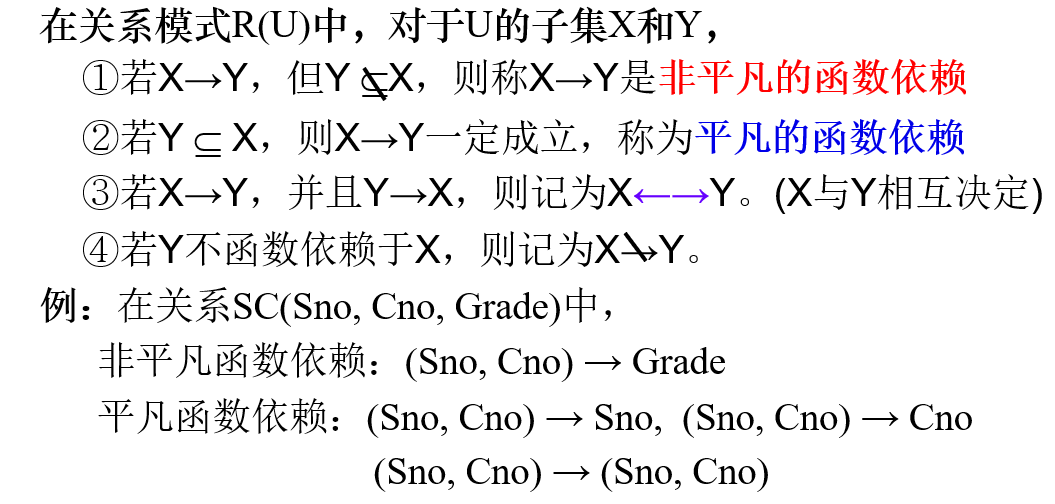 在关系模式R(U)中，对于U的子集X和Y，
①若X→Y，但Y ⊈X，则称X→Y是非平凡的函数依赖
②若Y ⊆ X，则X→Y一定成立，称为平凡的函数依赖
③若X→Y，并且Y→X，则记为X←→Y。(X与Y相互决定)
④若Y不函数依赖于X，则记为X↛Y。
例：在关系SC(Sno, Cno, Grade)中，
非平凡函数依赖：(Sno, Cno) → Grade
平凡函数依赖：(Sno, Cno) → Sno, (Sno, Cno) → Cno
(Sno, Cno) → (Sno, Cno)